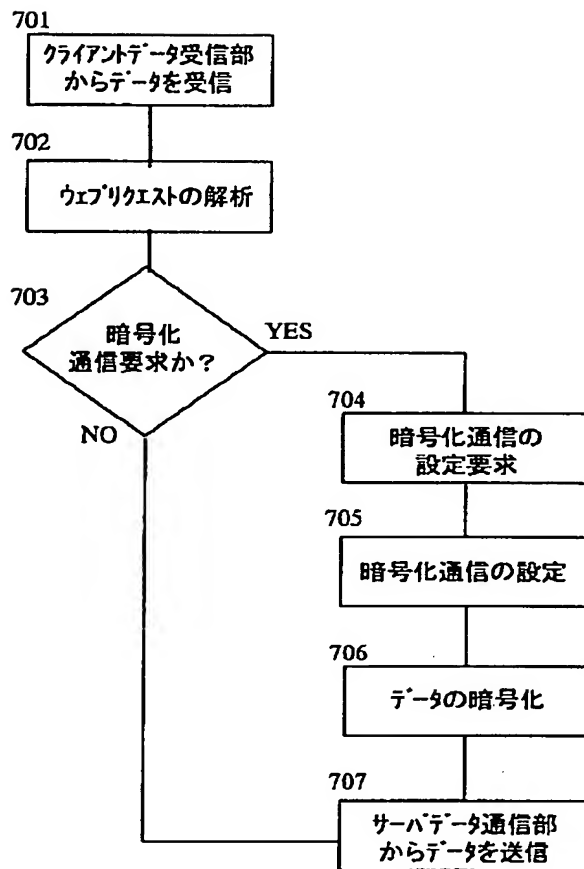 701
ｸﾗｲｱﾝﾄﾃﾞｰﾀ受信部
からﾃﾞｰﾀを受信
702
ｳｪﾌﾞﾘｸｴｽﾄの解析
703
暗号化
通信要求か？
YES
NO
704
暗号化通信の
設定要求
705
暗号化通信の設定
706
ﾃﾞｰﾀの暗号化
707
ｻｰﾊﾞﾃﾞｰﾀ通信部
からﾃﾞｰﾀを送信